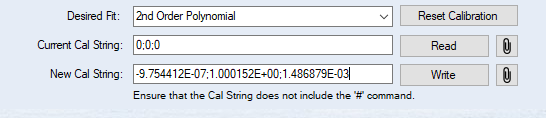 Desired Fit: 2nd Order Polynomial Reset Calibration
Current Cal String: 0;0;0 Read
New Cal String: -9.754412E-07;1.000152E+00;1.486879E-03 Write
Ensure that the Cal String does not include the '#' command.